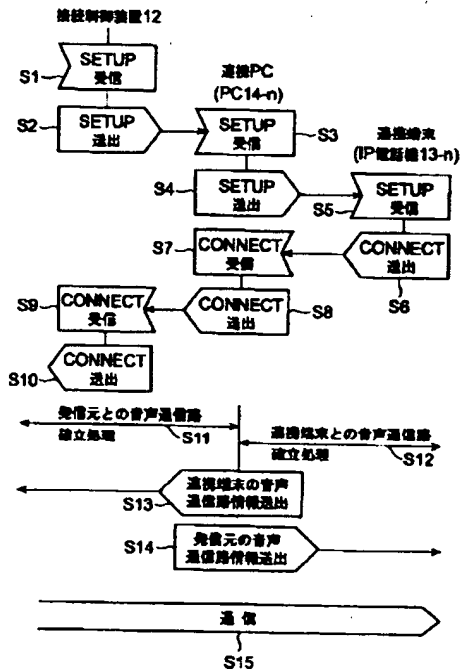 接続制御装置12
SETUP
受信
S1
連携PC
(PC14-n)
SETUP
送出
S2
SETUP
受信
S3
連携端末
(IP電話機13-n)
SETUP
送出
S4
SETUP
受信
S5
CONNECT
受信
S7
CONNECT
送出
S6
CONNECT
受信
S9
CONNECT
送出
S8
CONNECT
送出
S10
発信元との音声通信路
確立処理
S11
連携端末との音声通信路
確立処理
S12
連携端末の音声
通信路情報送出
S13
発信元の音声
通信路情報送出
S14
通信
S15